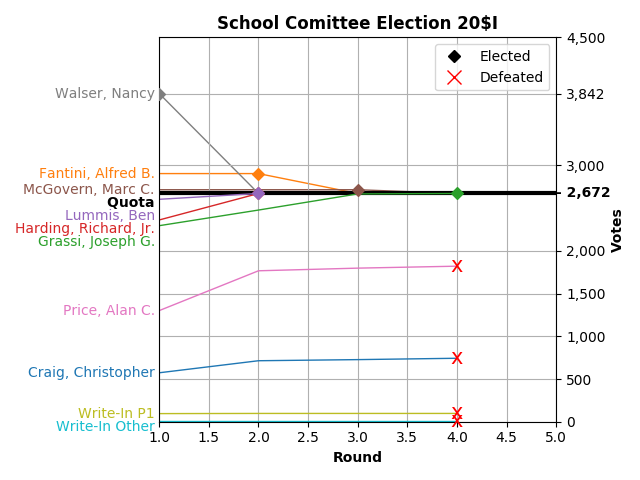 School Comittee Election 20$I
Elected
Defeated
Walser, Nancy
Fantini, Alfred B.
McGovern, Marc C.
Quota
Lummis, Ben
Harding, Richard, Jr.
Grassi, Joseph G.
Price, Alan C.
Craig, Christopher
Write-In P1
Write-In Other
4,500
3,842
3,000
2,672
2,000
1,500
1,000
500
0
Votes
1.0 1.5 2.0 2.5 3.0 3.5 4.0 4.5 5.0
Round